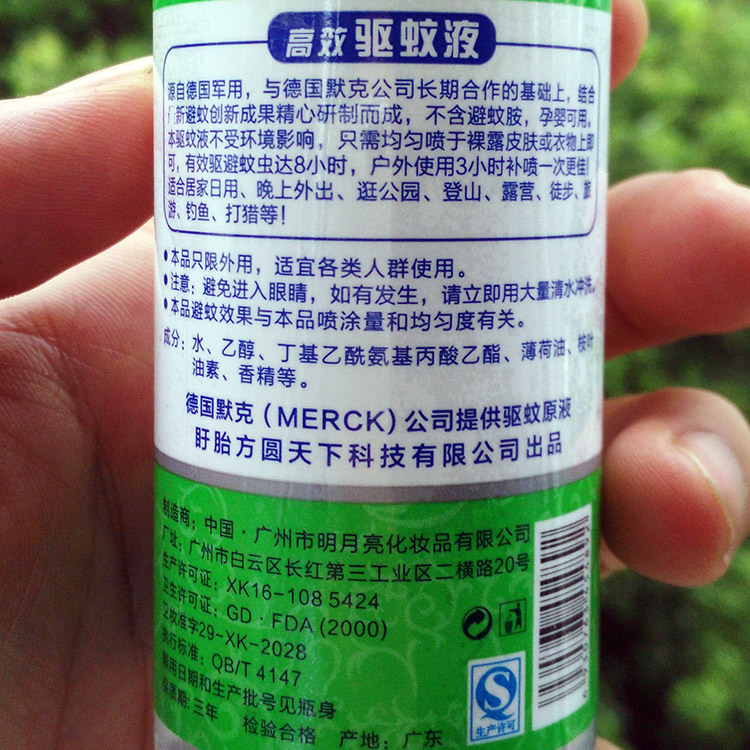 高效驱蚊液
源自德国军用，与德国默克公司长期合作的基础上，结合
新避蚊创新成果精心研制而成，不含避蚊胺，孕婴可用。
本驱蚊液不受环境影响，只需均匀喷于裸露皮肤或衣物上即
可，有效驱避蚊虫达8小时，户外使用3小时补喷一次更佳！
适合居家日用、晚上外出、逛公园、登山、露营、徒步、旅
游、钓鱼、打猎等！
●本品只限外用，适宜各类人群使用。
●注意：避免进入眼睛，如有发生，请立即用大量清水冲洗。
●本品避蚊效果与本品喷涂量和均匀度有关。
成分：水、乙醇、丁基乙酰氨基丙酸乙酯、薄荷油、桉叶
油素、香精等。
德国默克（MERCK）公司提供驱蚊原液
盱胎方圆天下科技有限公司出品
制造商：中国·广州市明月亮化妆品有限公司
厂址：广州市白云区长红第三工业区二横路20号
生产许可证：XK16-108 5424
卫生许可证：GD·FDA (2000)
卫妆准字29-XK-2028
执行标准：QB/T 4147
限用日期和生产批号见瓶身
保质期：三年
检验合格 产地：广东
生产许可